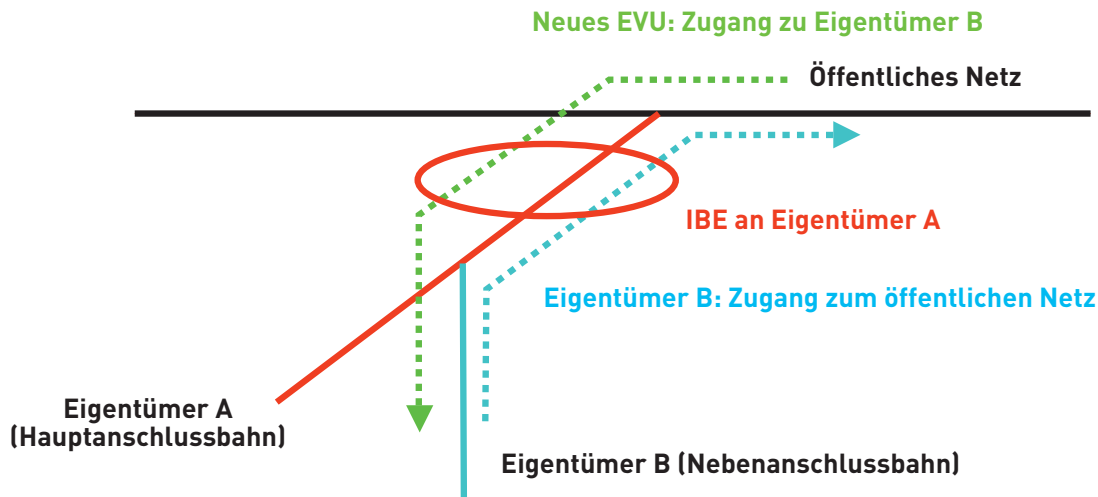 Neues EVU: Zugang zu Eigentümer B
Öffentliches Netz
IBE an Eigentümer A
Eigentümer B: Zugang zum öffentlichen Netz
Eigentümer A
(Hauptanschlussbahn)
Eigentümer B (Nebenanschlussbahn)